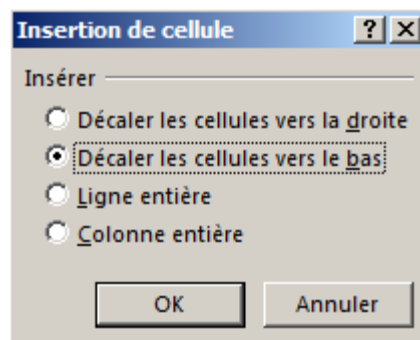 Insertion de cellule
Insérer
Décaler les cellules vers la droite
Décaler les cellules vers le bas
Ligne entière
Colonne entière
OK Annuler